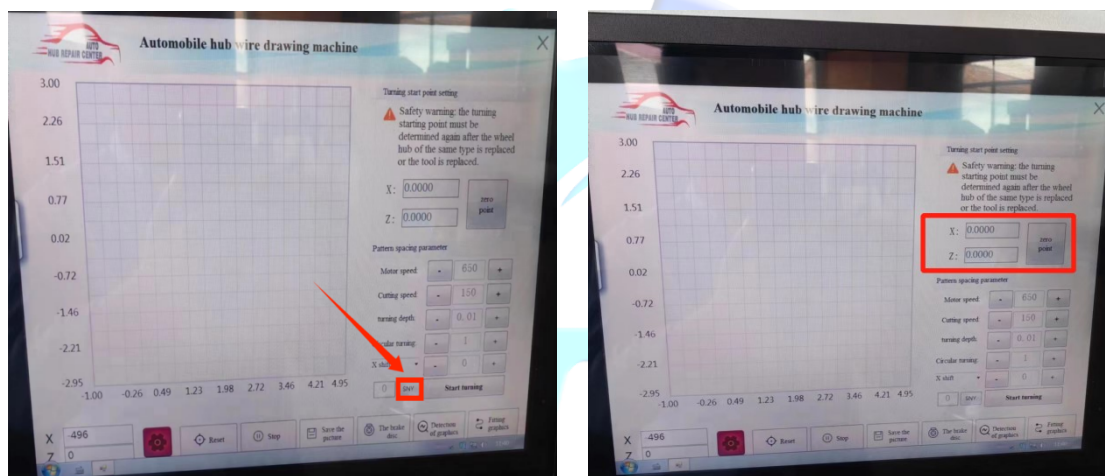 AUTO
HUB REPAIR CENTER
Automobile hub wire drawing machine
X
3.00
2.26
1.51
0.77
0.02
-0.72
-1.46
-2.21
-2.95
-1.00 -0.26 0.49 1.23 1.98 2.72 3.46 4.21 4.95
Turning start point setting
Safety warning: the turning
starting point must be
determined again after the wheel
hub of the same type is replaced
or the tool is replaced.
X: 0.0000
Z: 0.0000
zero
point
Pattern spacing parameter
Motor speed - 650 +
Cutting speed - 150 +
turning depth: - 0.01 +
cular turning: - 1 +
X shift - 0 +
0 Start turning
X -496
Z 0
Reset
Stop
Save the
picture
The brake
disc
Detection
of graphics
Fitting
graphics
AUTO
HUB REPAIR CENTER
Automobile hub wire drawing machine
X
3.00
2.26
1.51
0.77
0.02
-0.72
-1.46
-2.21
-2.95
-1.00 -0.26 0.49 1.23 1.98 2.72 3.46 4.21 4.95
Turning start point setting
Safety warning: the turning
starting point must be
determined again after the wheel
hub of the same type is replaced
or the tool is replaced.
X: 0.0000
Z: 0.0000
zero
point
Pattern spacing parameter
Motor speed - 650 +
Cutting speed - 150 +
turning depth: - 0.01 +
Circular turning: - 1 +
X shift - 0 +
0 Start turning
X -496
Z 0
Reset
Stop
Save the
picture
The brake
disc
Detection
of graphics
Fitting
graphics